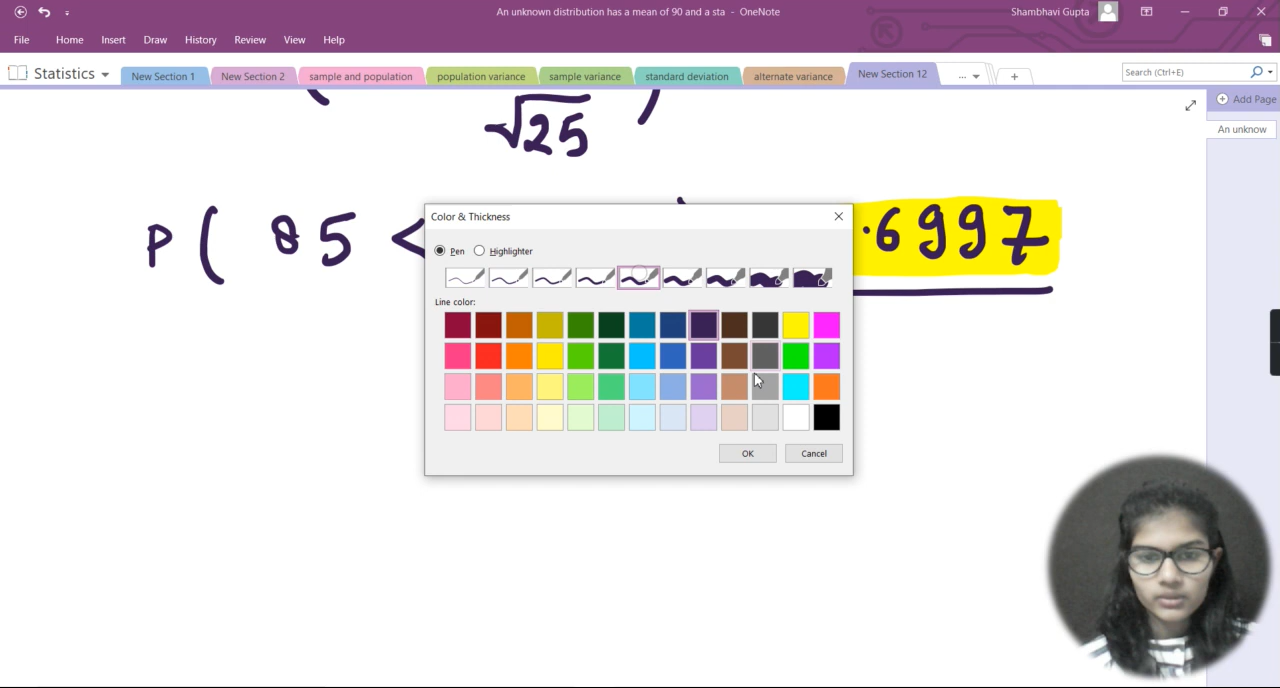 An unknown distribution has a mean of 90 and a sta - OneNote
Shambhavi Gupta
File Home Insert Draw History Review View Help
Statistics
New Section 1
New Section 2
sample and population
population variance
sample variance
standard deviation
alternate variance
New Section 12
...
Search (Ctrl+E)
Add Page
An unknow
√25
P( 85 <
.6997
Color & Thickness
Pen
Highlighter
Line color:
OK
Cancel